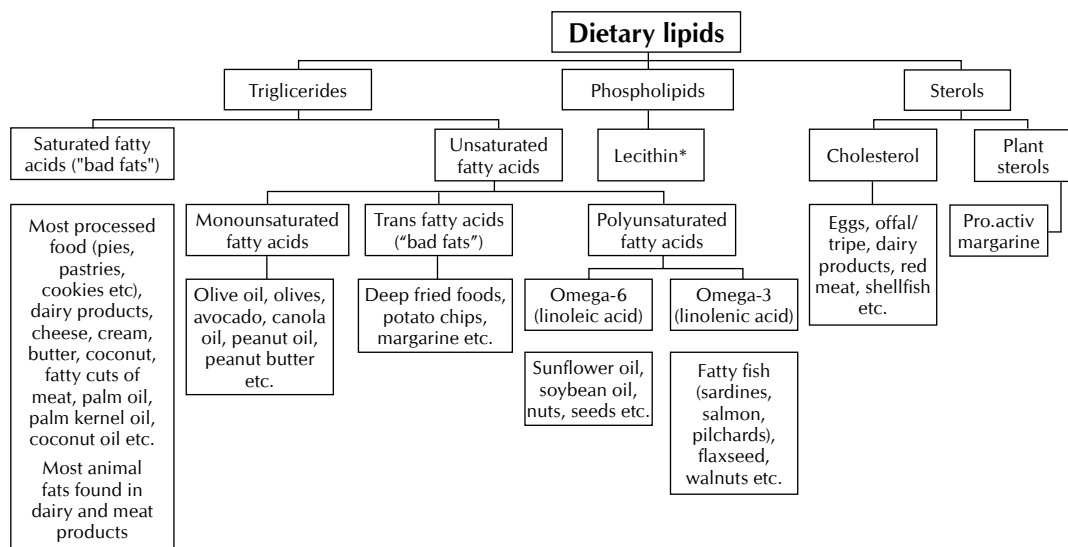 Dietary lipids
Triglicerides
Phospholipids
Sterols
Saturated fatty
acids ("bad fats")
Unsaturated
fatty acids
Lecithin*
Cholesterol
Plant
sterols
Most processed
food (pies,
pastries,
cookies etc),
dairy products,
cheese, cream,
butter, coconut,
fatty cuts of
meat, palm oil,
palm kernel oil,
coconut oil etc.
Most animal
fats found in
dairy and meat
products
Monounsaturated
fatty acids
Trans fatty acids
(“bad fats”)
Polyunsaturated
fatty acids
Eggs, offal/
tripe, dairy
products, red
meat, shellfish
etc.
Pro.activ
margarine
Olive oil, olives,
avocado, canola
oil, peanut oil,
peanut butter
etc.
Deep fried foods,
potato chips,
margarine etc.
Omega-6
(linoleic acid)
Omega-3
(linolenic acid)
Sunflower oil,
soybean oil,
nuts, seeds etc.
Fatty fish
(sardines,
salmon,
pilchards),
flaxseed,
walnuts etc.